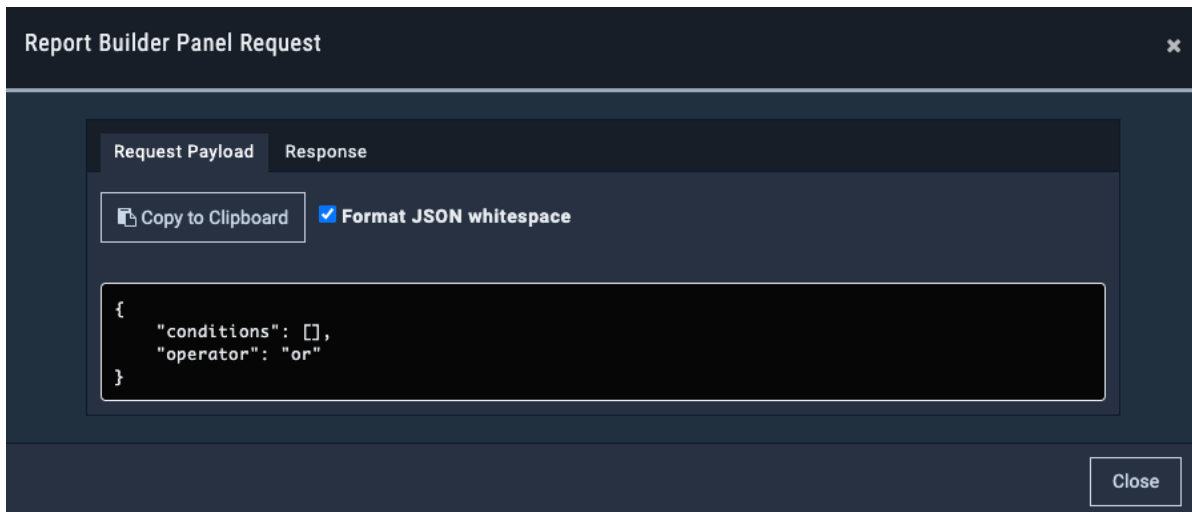 Report Builder Panel Request
Request Payload Response
Copy to Clipboard Format JSON whitespace
{
    "conditions": [],
    "operator": "or"
}
Close